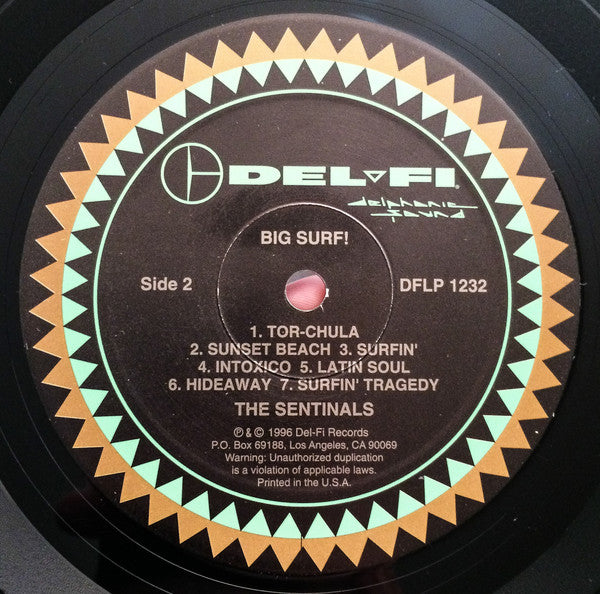 DEL-FI®
delphonic
sound
BIG SURF!
Side 2
DFLP 1232
1. TOR-CHULA
2. SUNSET BEACH 3. SURFIN'
4. INTOXICO 5. LATIN SOUL
6. HIDEAWAY 7. SURFIN' TRAGEDY
THE SENTINALS
℗ & © 1996 Del-Fi Records
P.O. Box 69188, Los Angeles, CA 90069
Warning: Unauthorized duplication
is a violation of applicable laws.
Printed in the U.S.A.